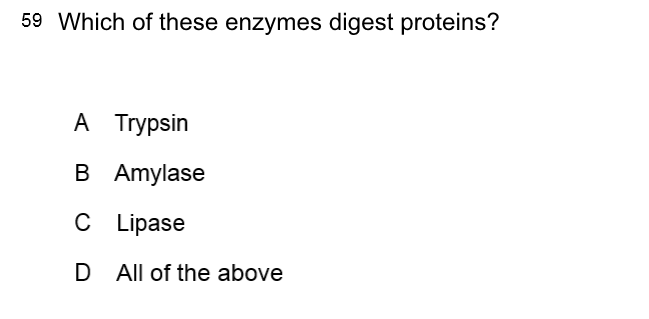 59 Which of these enzymes digest proteins?
A Trypsin
B Amylase
C Lipase
D All of the above